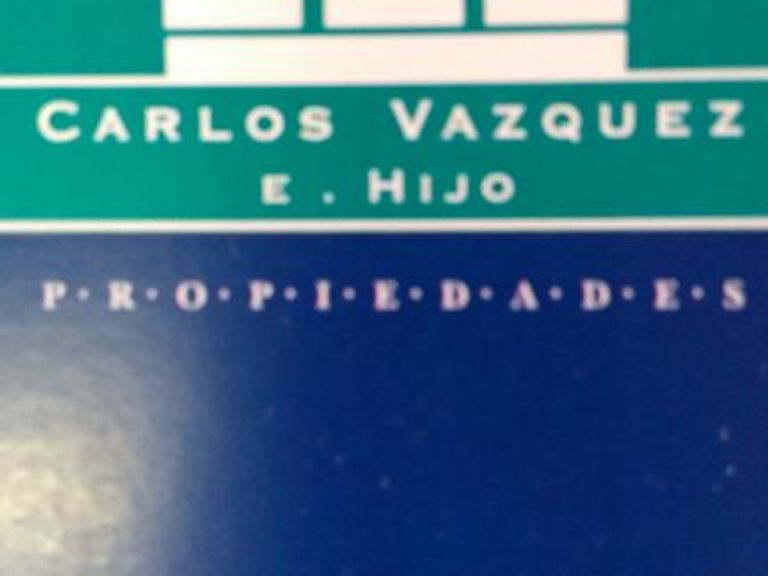 CARLOS VAZQUEZ
E. HIJO
P·R·O·P·I·E·D·A·D·E·S